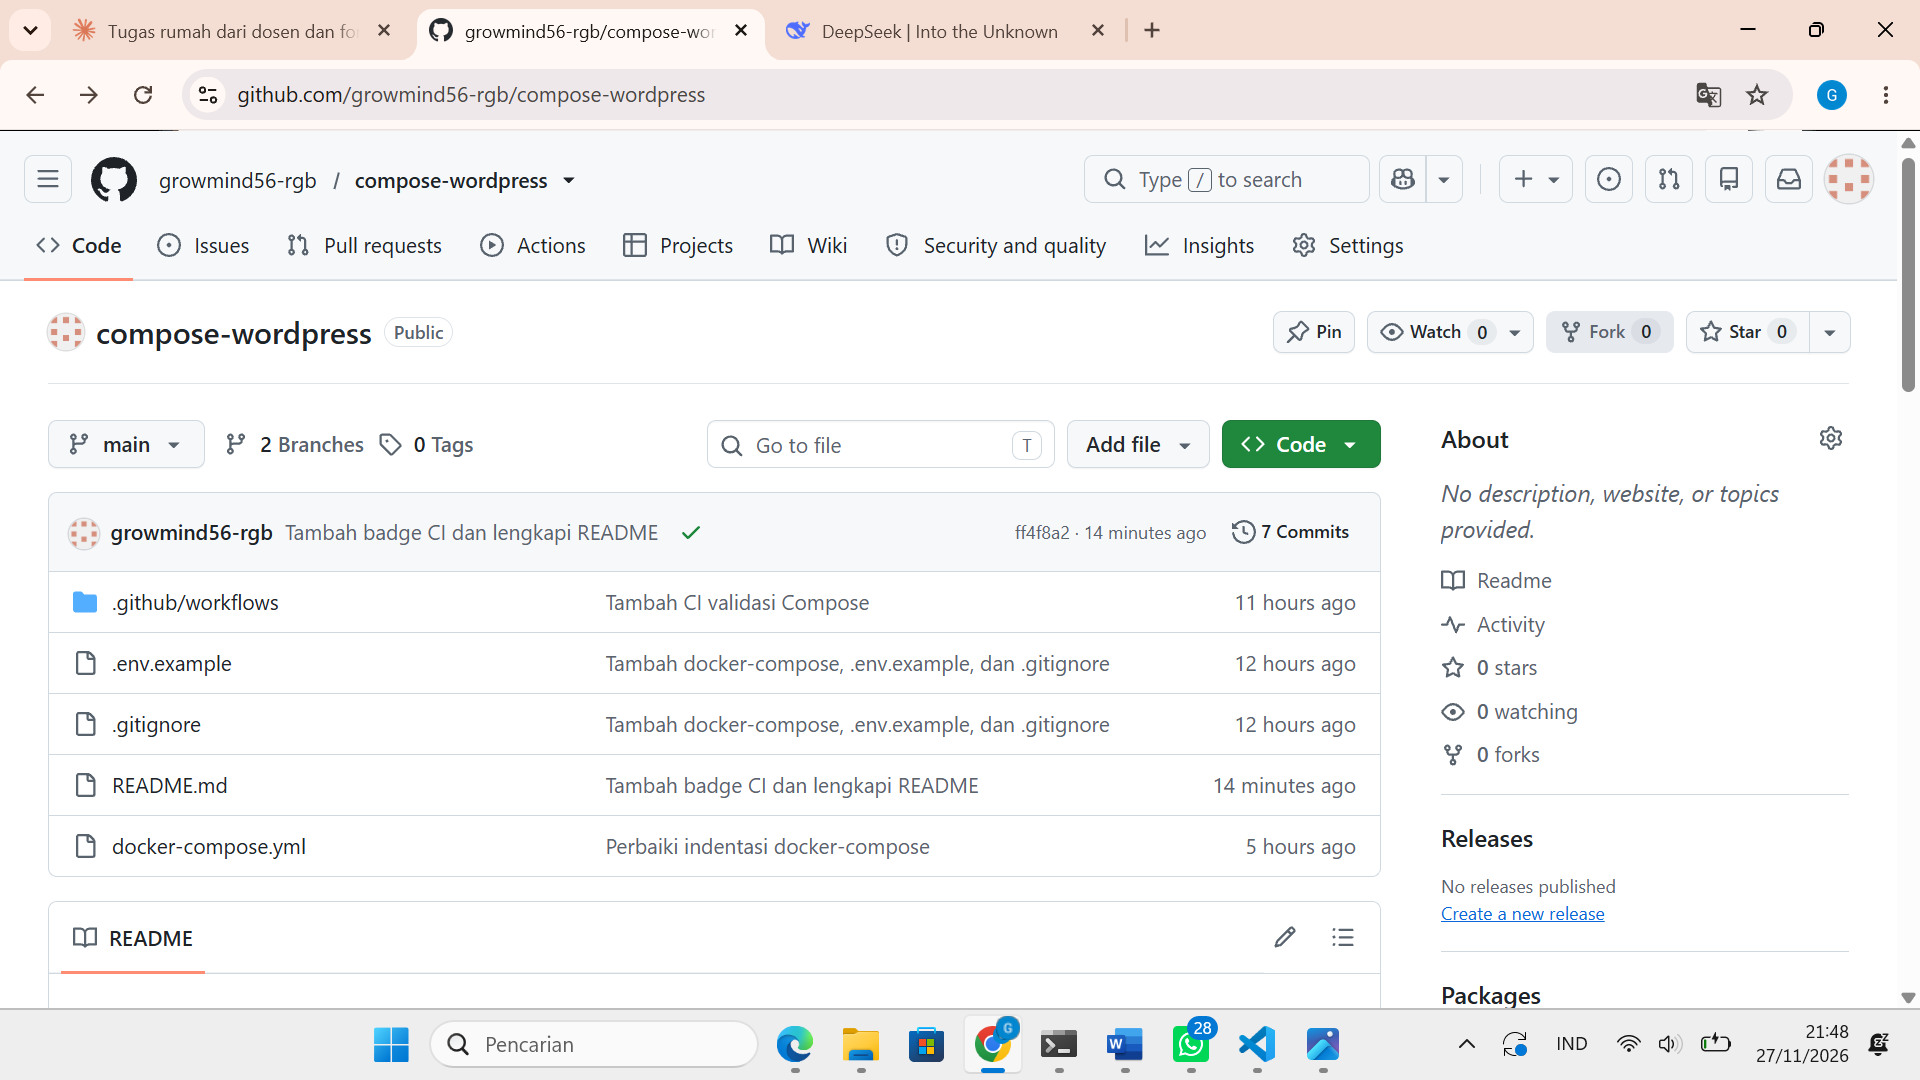 Tugas rumah dari dosen dan fo
growmind56-rgb/compose-wor
DeepSeek | Into the Unknown
github.com/growmind56-rgb/compose-wordpress
G
growmind56-rgb / compose-wordpress
Type / to search
Code
Issues
Pull requests
Actions
Projects
Wiki
Security and quality
Insights
Settings
compose-wordpress
Public
Pin
Watch 0
Fork 0
Star 0
main
2 Branches
0 Tags
Go to file
T
Add file
Code
About
No description, website, or topics
provided.
growmind56-rgb Tambah badge CI dan lengkapi README
ff4f8a2 · 14 minutes ago
7 Commits
.github/workflows Tambah CI validasi Compose 11 hours ago
.env.example Tambah docker-compose, .env.example, dan .gitignore 12 hours ago
.gitignore Tambah docker-compose, .env.example, dan .gitignore 12 hours ago
README.md Tambah badge CI dan lengkapi README 14 minutes ago
docker-compose.yml Perbaiki indentasi docker-compose 5 hours ago
README
Readme
Activity
0 stars
0 watching
0 forks
Releases
No releases published
Create a new release
Packages
Pencarian
G
W
28
IND
21:48
27/11/2026